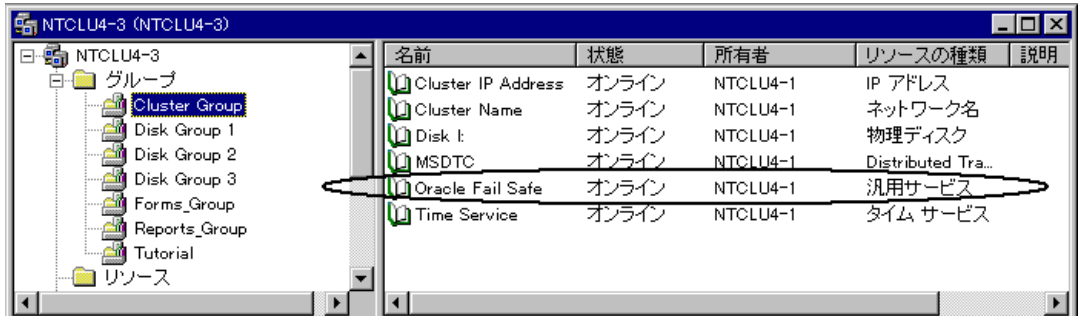 NTCLU4-3 (NTCLU4-3)
NTCLU4-3
グループ
Cluster Group
Disk Group 1
Disk Group 2
Disk Group 3
Forms_Group
Reports_Group
Tutorial
リソース
名前 状態 所有者 リソースの種類 説明
Cluster IP Address オンライン NTCLU4-1 IP アドレス
Cluster Name オンライン NTCLU4-1 ネットワーク名
Disk I: オンライン NTCLU4-1 物理ディスク
MSDTC オンライン NTCLU4-1 Distributed Tra...
Oracle Fail Safe オンライン NTCLU4-1 汎用サービス
Time Service オンライン NTCLU4-1 タイム サービス